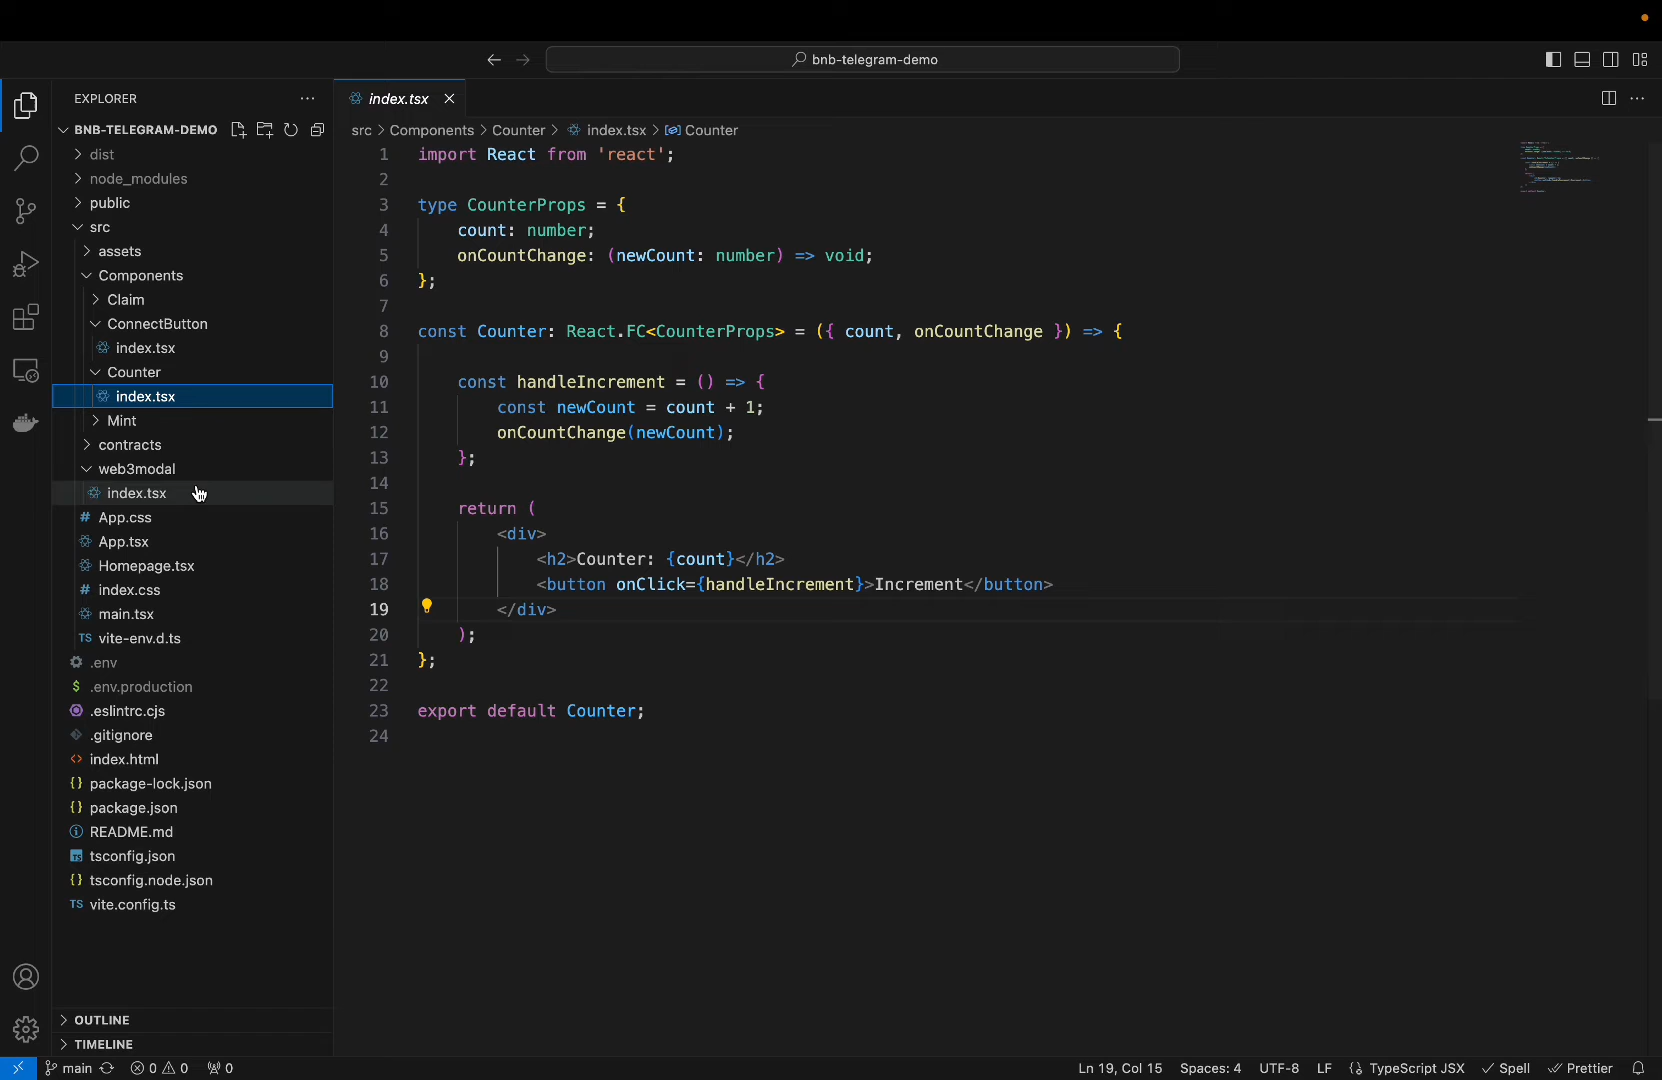 bnb-telegram-demo
EXPLORER
index.tsx
BNB-TELEGRAM-DEMO
dist
node_modules
public
src
assets
Components
Claim
ConnectButton
index.tsx
Counter
index.tsx
Mint
contracts
web3modal
index.tsx
# App.css
App.tsx
Homepage.tsx
# index.css
main.tsx
TS vite-env.d.ts
.env
$ .env.production
.eslintrc.cjs
.gitignore
<> index.html
{} package-lock.json
{} package.json
README.md
TS tsconfig.json
{} tsconfig.node.json
TS vite.config.ts
OUTLINE
TIMELINE
src > Components > Counter > index.tsx > Counter
1 import React from 'react';
2
3 type CounterProps = {
4     count: number;
5     onCountChange: (newCount: number) => void;
6 };
7
8 const Counter: React.FC<CounterProps> = ({ count, onCountChange }) => {
9
10     const handleIncrement = () => {
11         const newCount = count + 1;
12         onCountChange(newCount);
13     };
14
15     return (
16         <div>
17             <h2>Counter: {count}</h2>
18             <button onClick={handleIncrement}>Increment</button>
19         </div>
20     );
21 };
22
23 export default Counter;
24
main 0 0 0 Ln 19, Col 15 Spaces: 4 UTF-8 LF {} TypeScript JSX Spell Prettier